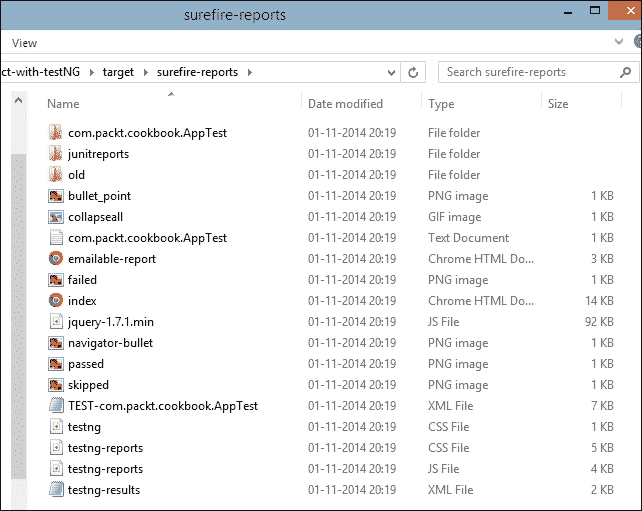 surefire-reports
View
ct-with-testNG target surefire-reports Search surefire-reports
Name Date modified Type Size
com.packt.cookbook.AppTest 01-11-2014 20:19 File folder
junitreports 01-11-2014 20:19 File folder
old 01-11-2014 20:19 File folder
bullet_point 01-11-2014 20:19 PNG image 1 KB
collapseall 01-11-2014 20:19 GIF image 1 KB
com.packt.cookbook.AppTest 01-11-2014 20:19 Text Document 1 KB
emailable-report 01-11-2014 20:19 Chrome HTML Do... 3 KB
failed 01-11-2014 20:19 PNG image 1 KB
index 01-11-2014 20:19 Chrome HTML Do... 14 KB
jquery-1.7.1.min 01-11-2014 20:19 JS File 92 KB
navigator-bullet 01-11-2014 20:19 PNG image 1 KB
passed 01-11-2014 20:19 PNG image 1 KB
skipped 01-11-2014 20:19 PNG image 1 KB
TEST-com.packt.cookbook.AppTest 01-11-2014 20:19 XML File 7 KB
testng 01-11-2014 20:19 CSS File 1 KB
testng-reports 01-11-2014 20:19 CSS File 5 KB
testng-reports 01-11-2014 20:19 JS File 4 KB
testng-results 01-11-2014 20:19 XML File 2 KB